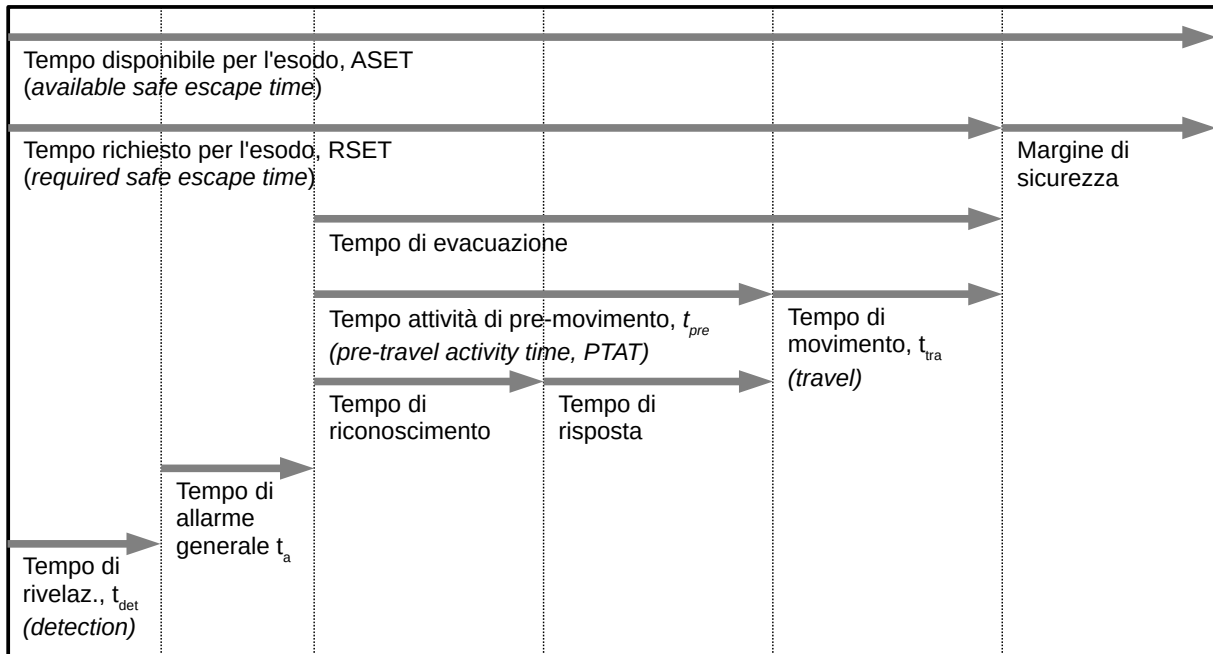 Tempo disponibile per l'esodo, ASET
(available safe escape time)
Tempo richiesto per l'esodo, RSET
(required safe escape time)
Margine di
sicurezza
Tempo di evacuazione
Tempo attività di pre-movimento, tpre
(pre-travel activity time, PTAT)
Tempo di
movimento, ttra
(travel)
Tempo di
riconoscimento
Tempo di
risposta
Tempo di
allarme
generale ta
Tempo di
rivelaz., tdet
(detection)